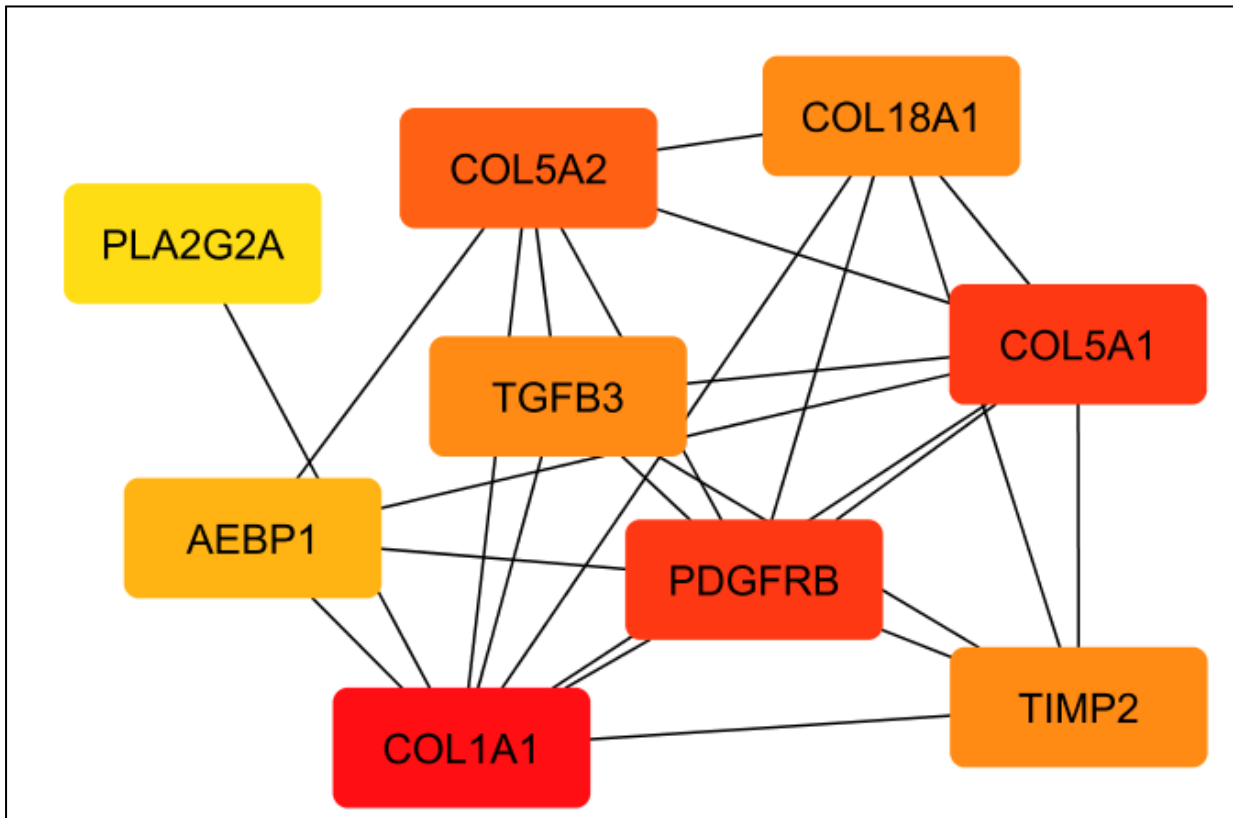 COL18A1
COL5A2
PLA2G2A
COL5A1
TGFB3
AEBP1
PDGFRB
TIMP2
COL1A1